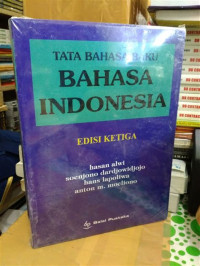 TATA BAHASA BAKU
BAHASA
INDONESIA
EDISI KETIGA
hasan alwi
soenjono dardjowidjojo
hans lapoliwa
anton m. moeliono
Balai Pustaka